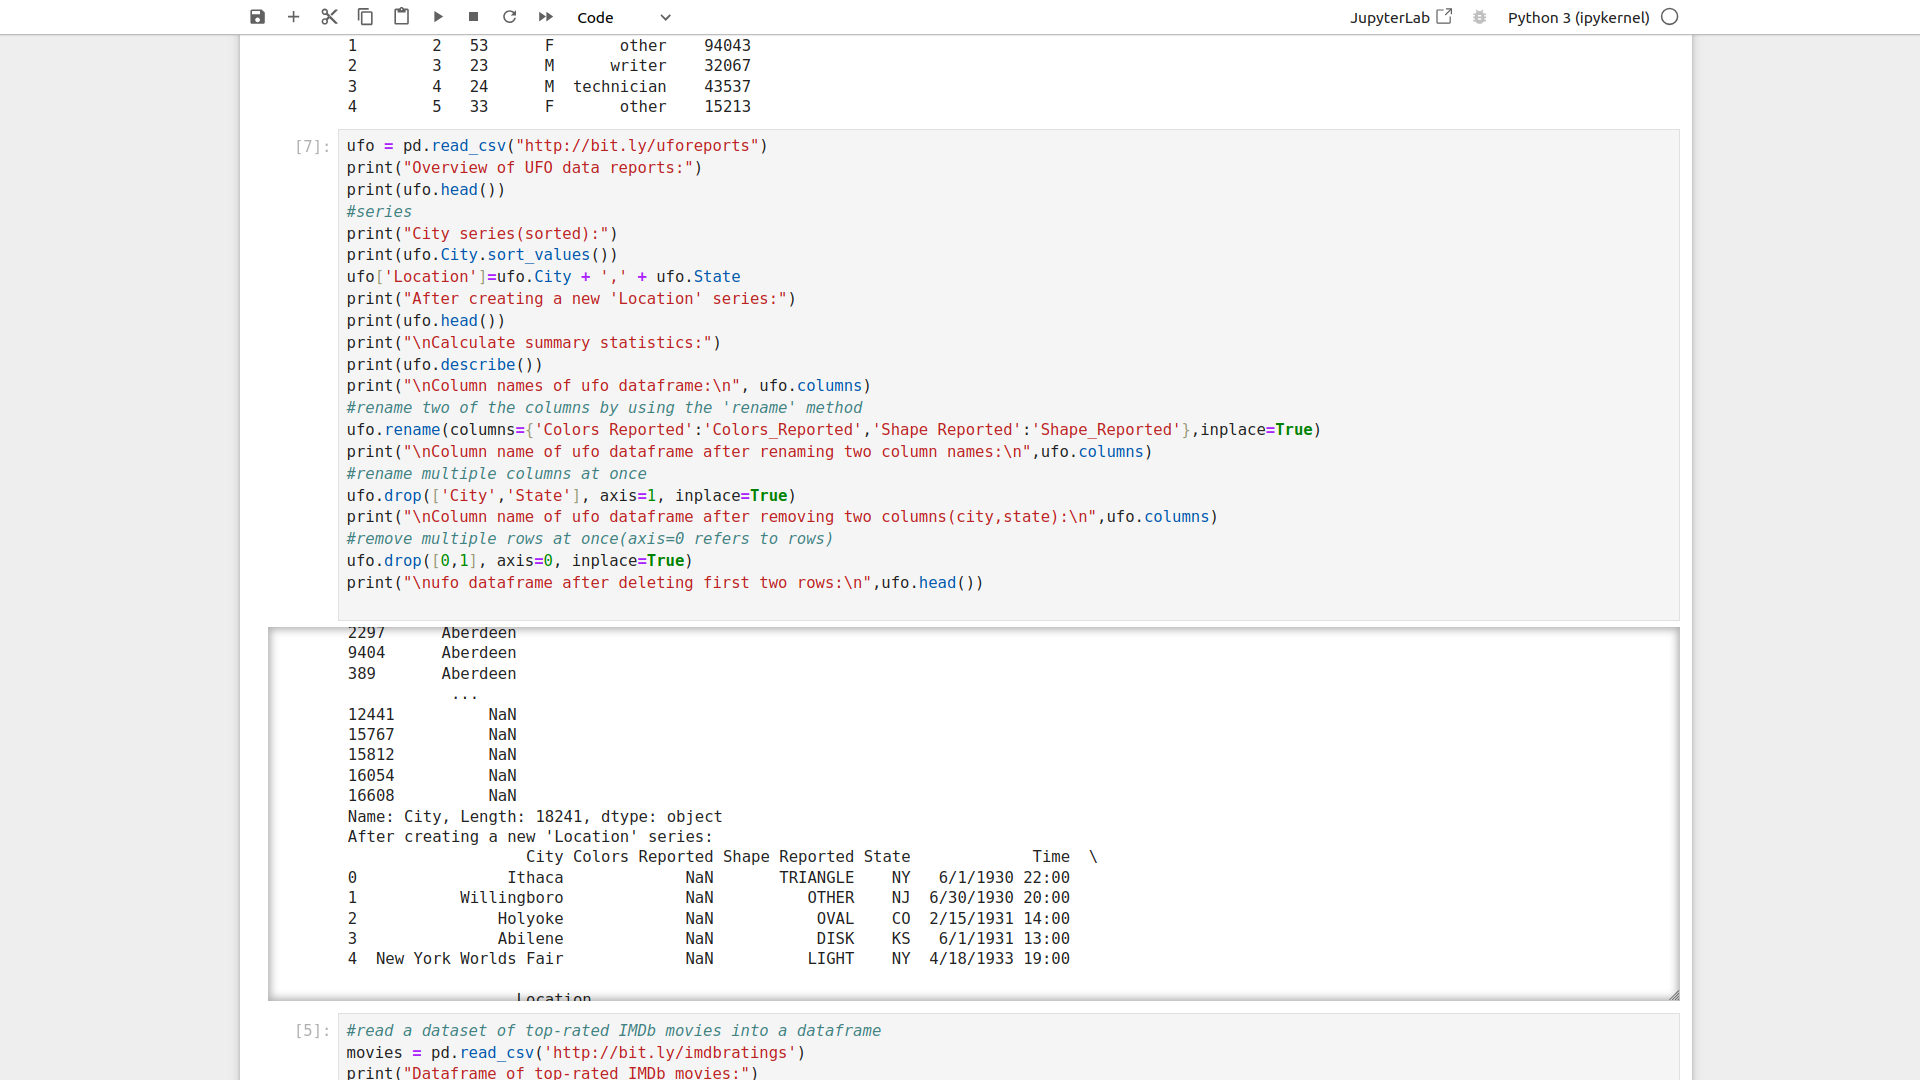 Code
JupyterLab
Python 3 (ipykernel)
1        2   53      F       other    94043
2        3   23      M      writer    32067
3        4   24      M  technician    43537
4        5   33      F       other    15213
[7]:
ufo = pd.read_csv("http://bit.ly/uforeports")
print("Overview of UFO data reports:")
print(ufo.head())
#series
print("City series(sorted):")
print(ufo.City.sort_values())
ufo['Location']=ufo.City + ',' + ufo.State
print("After creating a new 'Location' series:")
print(ufo.head())
print("\nCalculate summary statistics:")
print(ufo.describe())
print("\nColumn names of ufo dataframe:\n", ufo.columns)
#rename two of the columns by using the 'rename' method
ufo.rename(columns={'Colors Reported':'Colors_Reported','Shape Reported':'Shape_Reported'},inplace=True)
print("\nColumn name of ufo dataframe after renaming two column names:\n",ufo.columns)
#rename multiple columns at once
ufo.drop(['City','State'], axis=1, inplace=True)
print("\nColumn name of ufo dataframe after removing two columns(city,state):\n",ufo.columns)
#remove multiple rows at once(axis=0 refers to rows)
ufo.drop([0,1], axis=0, inplace=True)
print("\nufo dataframe after deleting first two rows:\n",ufo.head())
2297      Aberdeen
9404      Aberdeen
389       Aberdeen
           ...
12441          NaN
15767          NaN
15812          NaN
16054          NaN
16608          NaN
Name: City, Length: 18241, dtype: object
After creating a new 'Location' series:
                   City Colors Reported Shape Reported State             Time  \
0                Ithaca             NaN       TRIANGLE    NY   6/1/1930 22:00
1           Willingboro             NaN          OTHER    NJ  6/30/1930 20:00
2               Holyoke             NaN           OVAL    CO  2/15/1931 14:00
3               Abilene             NaN           DISK    KS   6/1/1931 13:00
4  New York Worlds Fair             NaN          LIGHT    NY  4/18/1933 19:00
                  Location
[5]:
#read a dataset of top-rated IMDb movies into a dataframe
movies = pd.read_csv('http://bit.ly/imdbratings')
print("Dataframe of top-rated IMDb movies:")